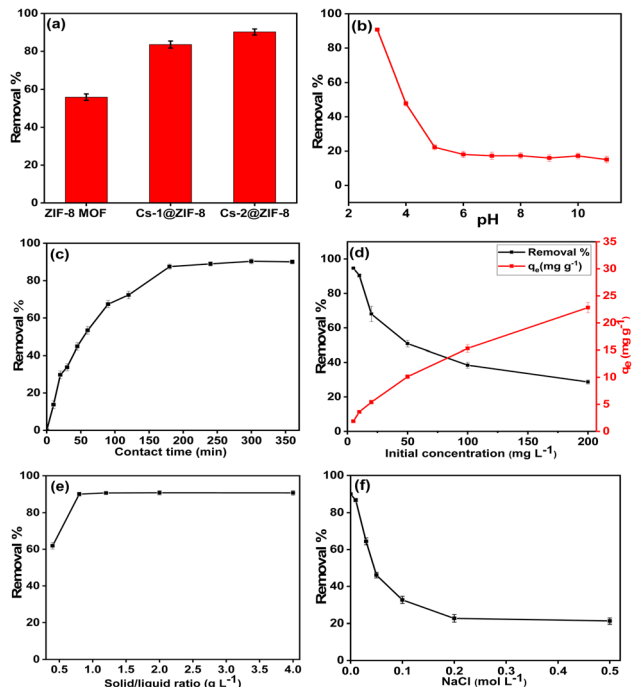 (a)
Removal %
100
80
60
40
20
0
ZIF-8 MOF Cs-1@ZIF-8 Cs-2@ZIF-8
(b)
Removal %
100
80
60
40
20
0
2 4 6 8 10
pH
(c)
Removal %
100
80
60
40
20
0
0 50 100 150 200 250 300 350
Contact time (min)
(d)
Removal %
qe(mg g-1)
Removal %
100
80
60
40
20
0
0 50 100 150 200
Initial concentration (mg L-1)
35
30
25
20
15
10
5
0
qe (mg g-1)
(e)
Removal %
100
80
60
40
20
0
0.5 1.0 1.5 2.0 2.5 3.0 3.5 4.0
Solid/liquid ratio (g L-1)
(f)
Removal %
100
80
60
40
20
0
0.0 0.1 0.2 0.3 0.4 0.5
NaCl (mol L-1)